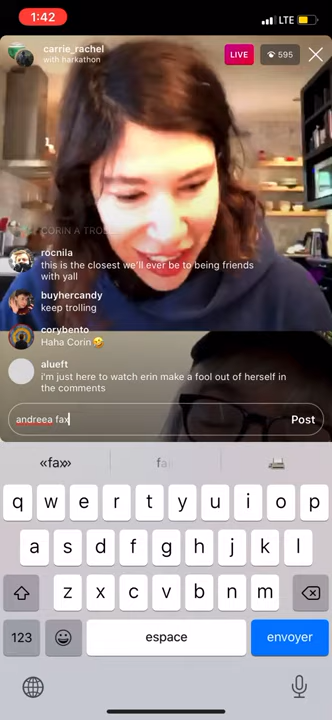 1:42
LTE
carrie_rachel
with harkathon
LIVE
595
CORIN A TROLL
rocnila
this is the closest we'll ever be to being friends
with yall
buyhercandy
keep trolling
corybento
Haha Corin🤣
alueft
i'm just here to watch erin make a fool out of herself in
the comments
andreea fax
Post
«fax»
fax
q w e r t y u i o p
a s d f g h j k l
z x c v b n m
123
espace
envoyer